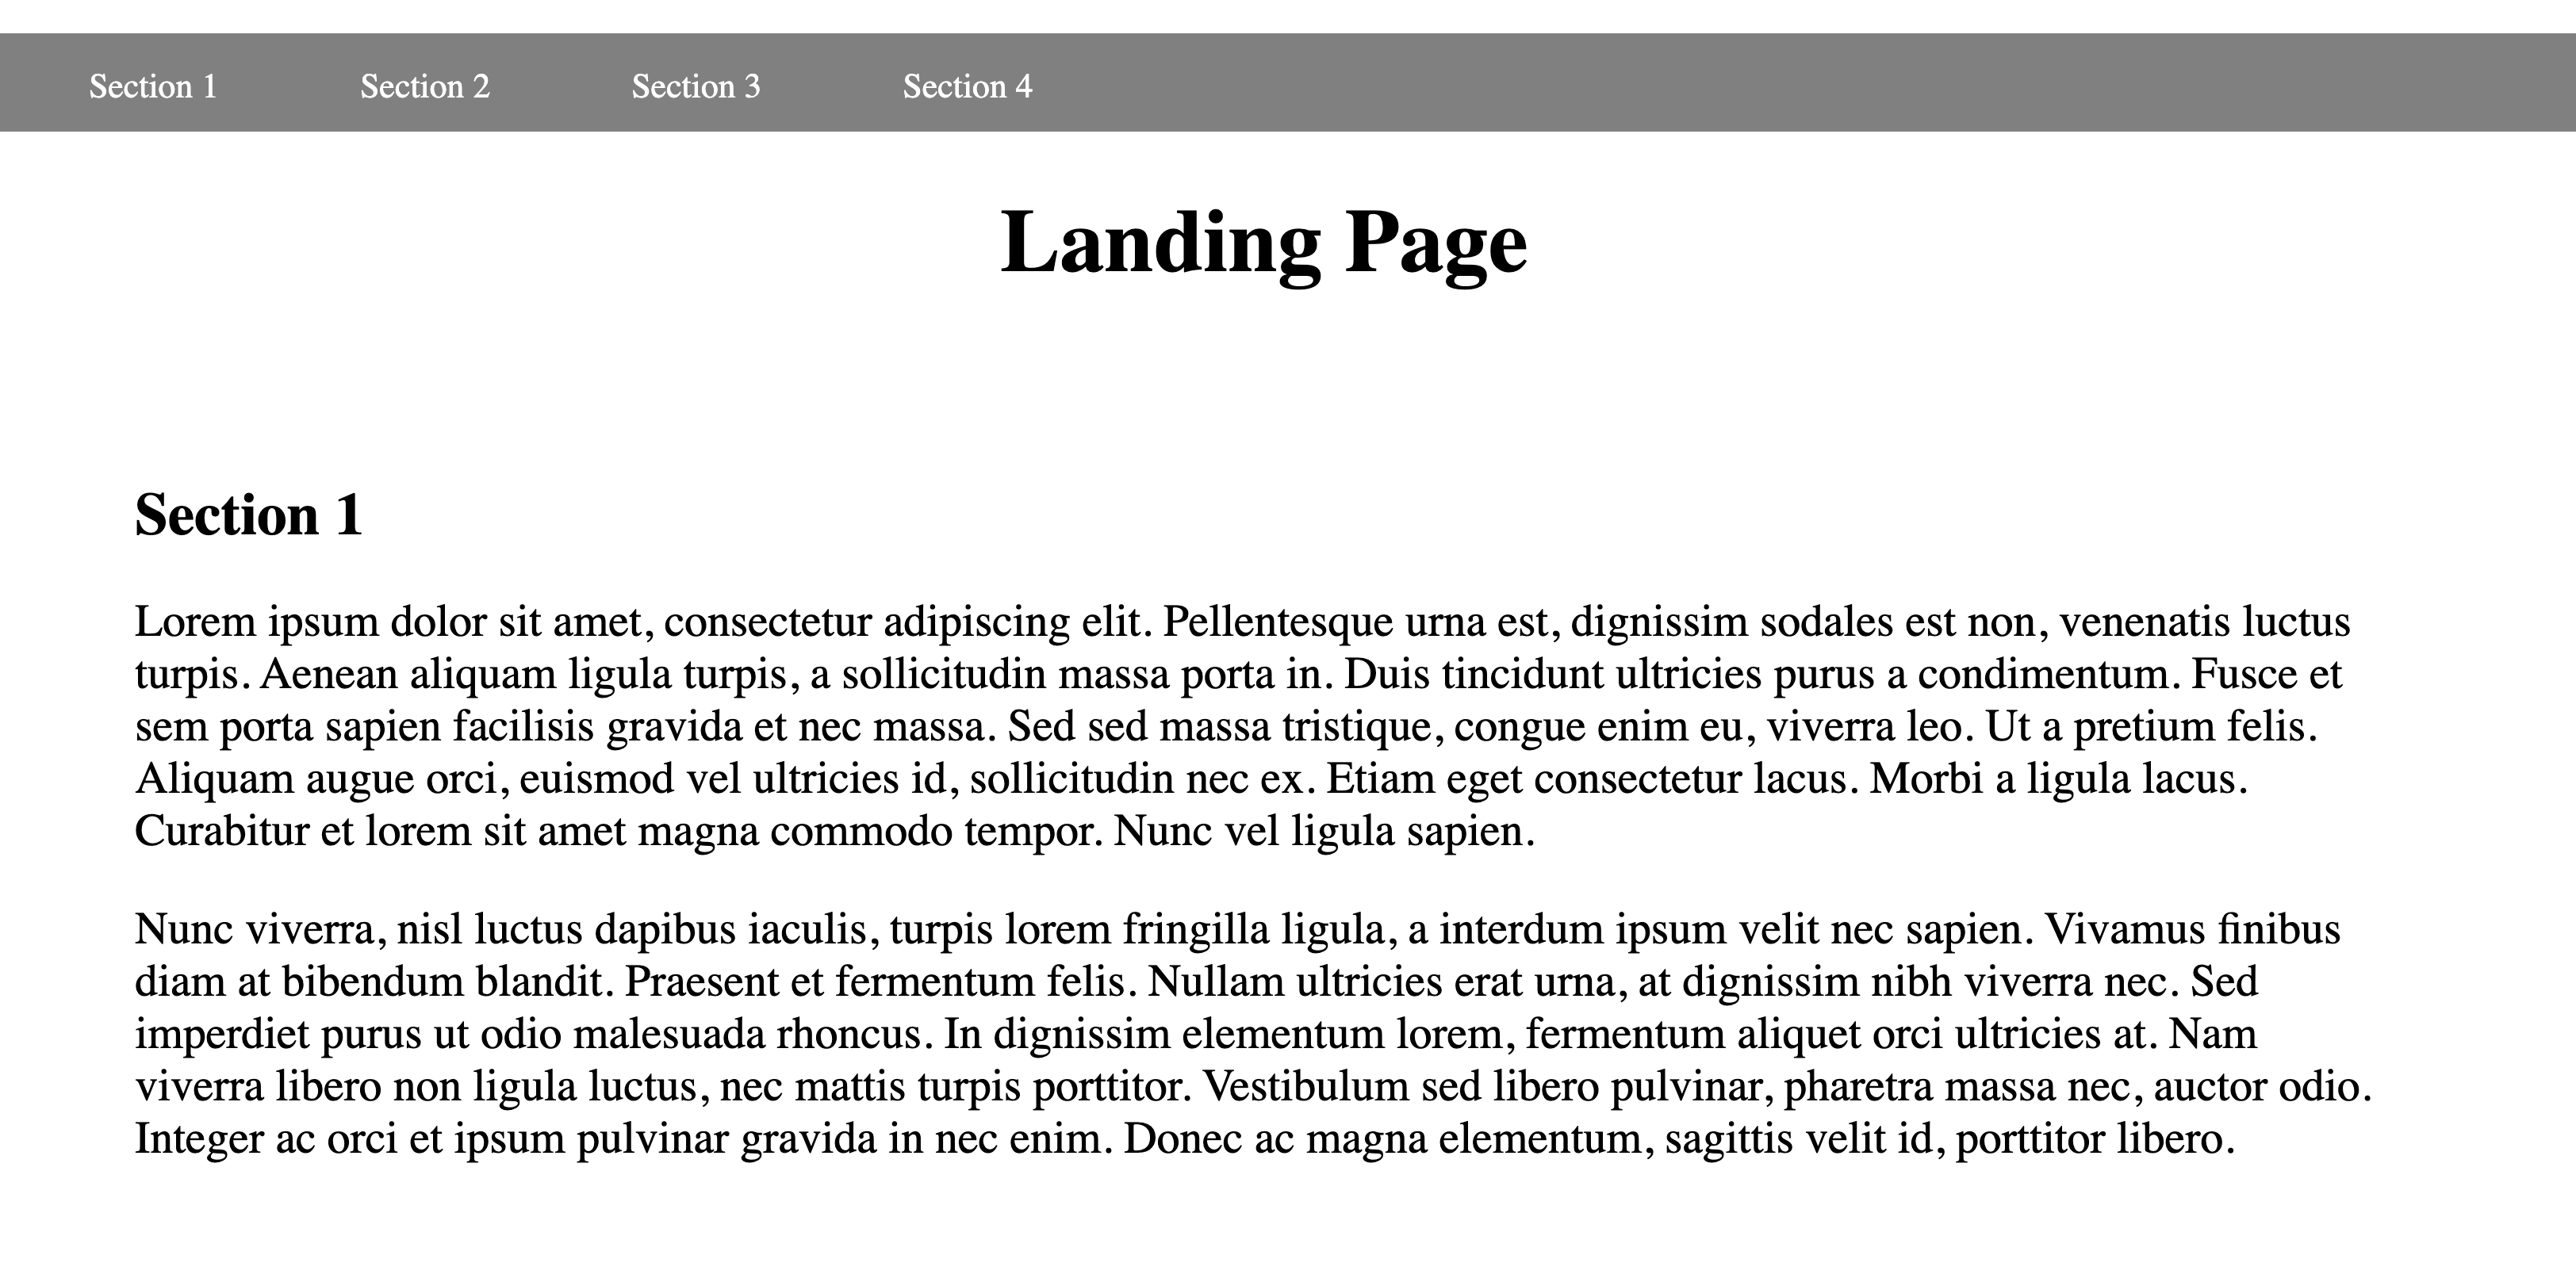 Section 1
Section 2
Section 3
Section 4
Landing Page
Section 1
Lorem ipsum dolor sit amet, consectetur adipiscing elit. Pellentesque urna est, dignissim sodales est non, venenatis luctus
turpis. Aenean aliquam ligula turpis, a sollicitudin massa porta in. Duis tincidunt ultricies purus a condimentum. Fusce et
sem porta sapien facilisis gravida et nec massa. Sed sed massa tristique, congue enim eu, viverra leo. Ut a pretium felis.
Aliquam augue orci, euismod vel ultricies id, sollicitudin nec ex. Etiam eget consectetur lacus. Morbi a ligula lacus.
Curabitur et lorem sit amet magna commodo tempor. Nunc vel ligula sapien.
Nunc viverra, nisl luctus dapibus iaculis, turpis lorem fringilla ligula, a interdum ipsum velit nec sapien. Vivamus finibus
diam at bibendum blandit. Praesent et fermentum felis. Nullam ultricies erat urna, at dignissim nibh viverra nec. Sed
imperdiet purus ut odio malesuada rhoncus. In dignissim elementum lorem, fermentum aliquet orci ultricies at. Nam
viverra libero non ligula luctus, nec mattis turpis porttitor. Vestibulum sed libero pulvinar, pharetra massa nec, auctor odio.
Integer ac orci et ipsum pulvinar gravida in nec enim. Donec ac magna elementum, sagittis velit id, porttitor libero.